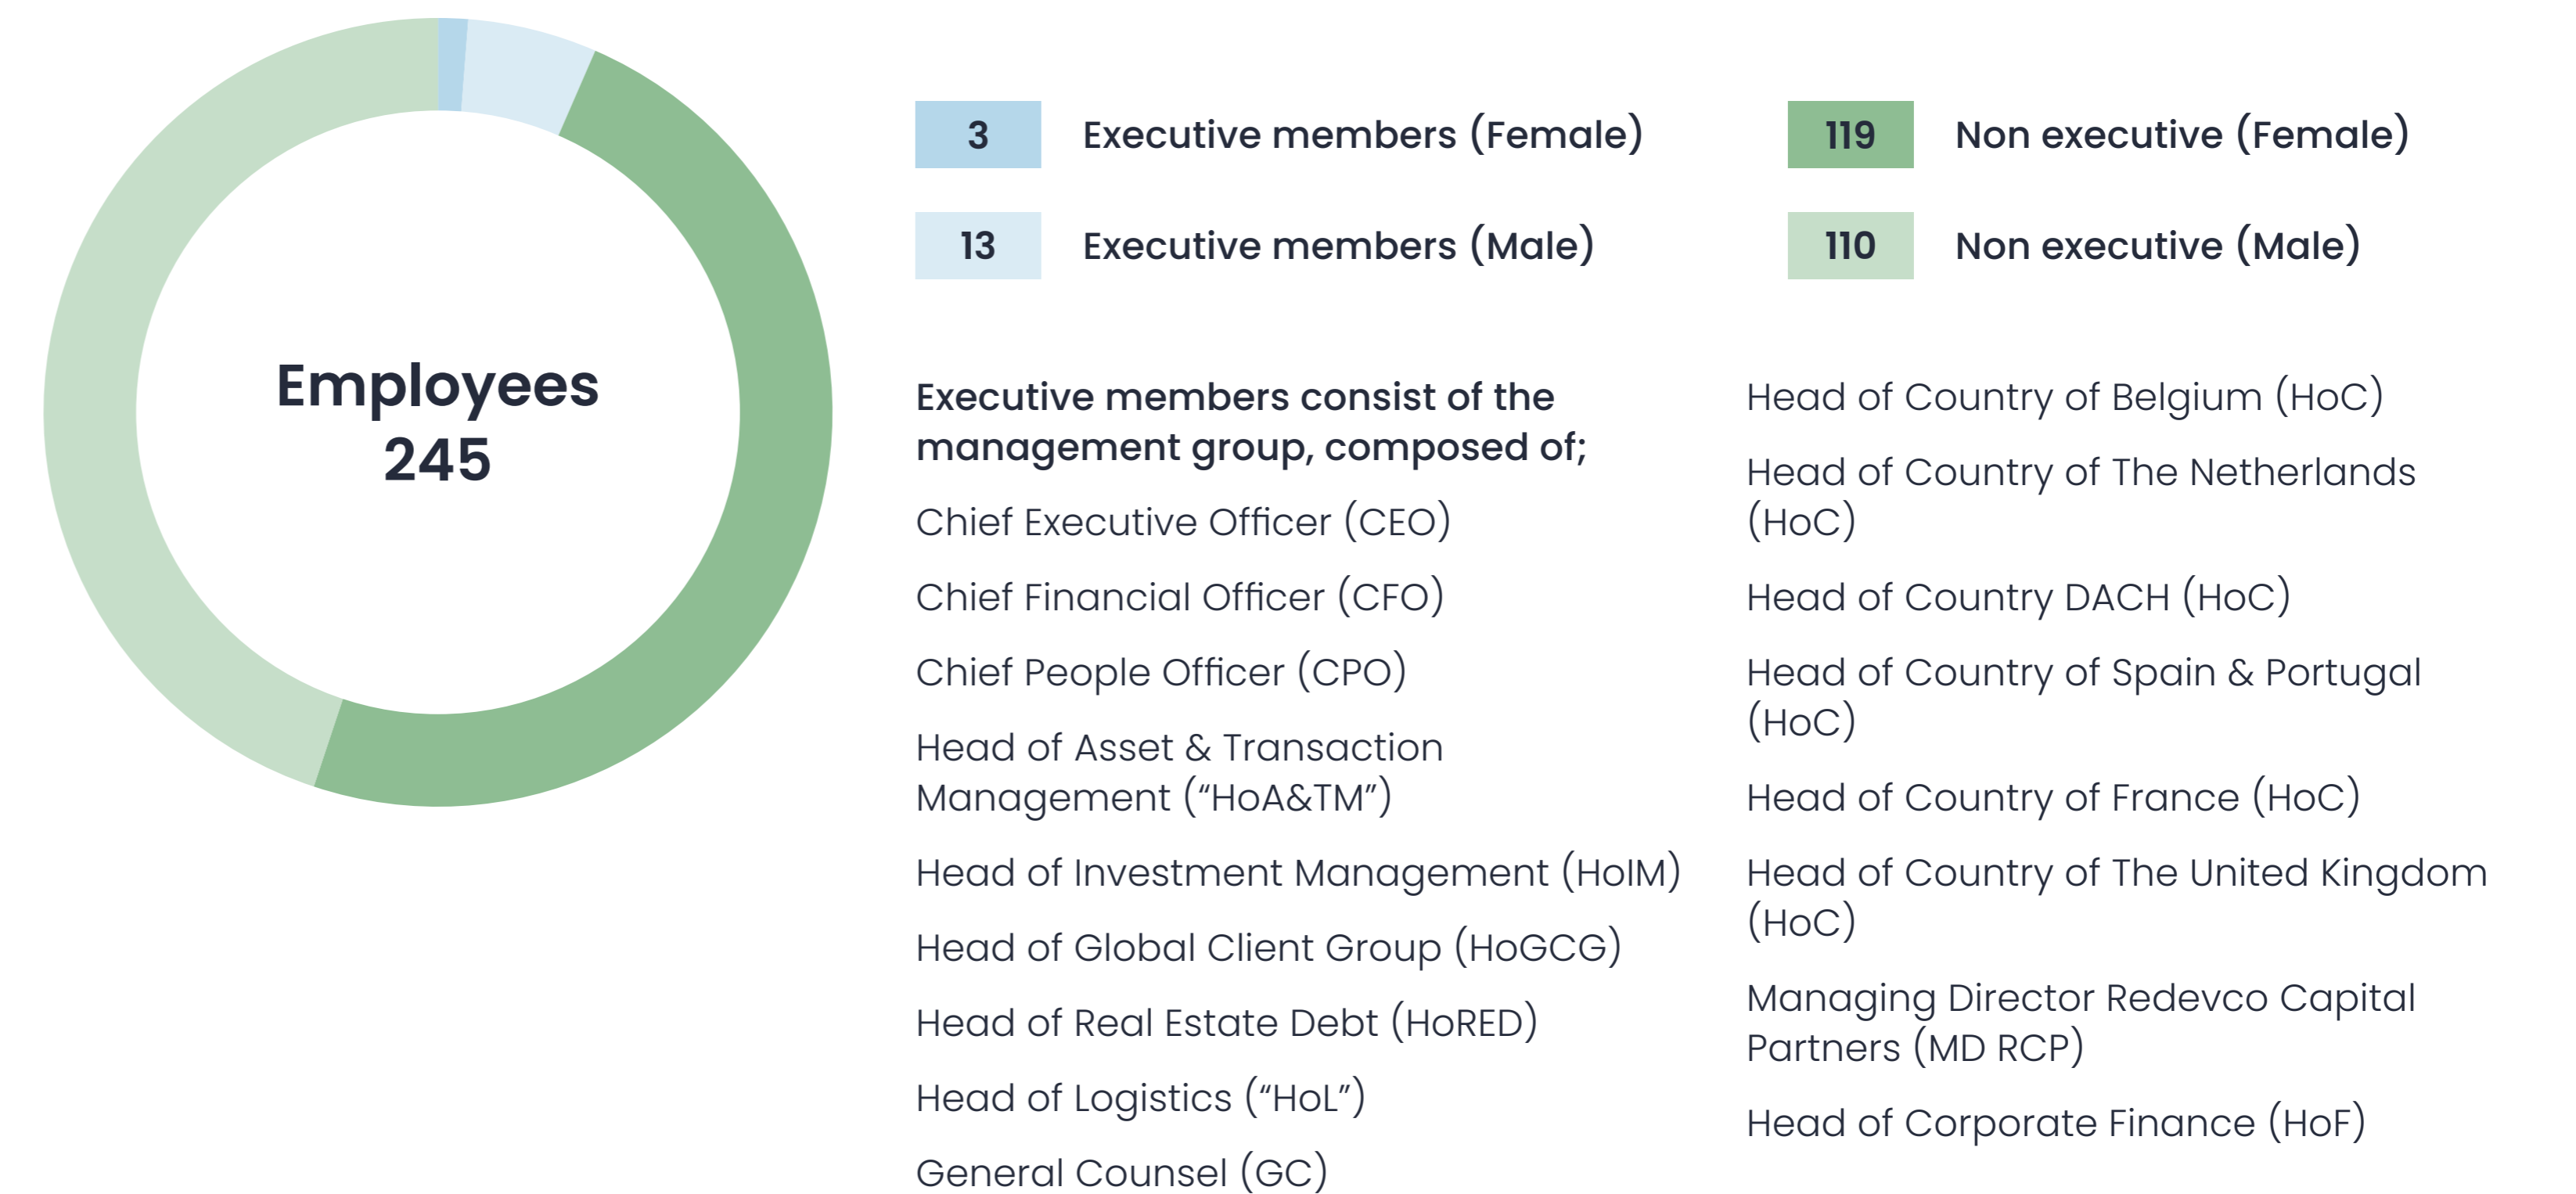 Employees
245
3
Executive members (Female)
13
Executive members (Male)
119
Non executive (Female)
110
Non executive (Male)
Executive members consist of the
management group, composed of;
Chief Executive Officer (CEO)
Chief Financial Officer (CFO)
Chief People Officer (CPO)
Head of Asset & Transaction
Management (“HoA&TM”)
Head of Investment Management (HoIM)
Head of Global Client Group (HoGCG)
Head of Real Estate Debt (HoRED)
Head of Logistics (“HoL”)
General Counsel (GC)
Head of Country of Belgium (HoC)
Head of Country of The Netherlands
(HoC)
Head of Country DACH (HoC)
Head of Country of Spain & Portugal
(HoC)
Head of Country of France (HoC)
Head of Country of The United Kingdom
(HoC)
Managing Director Redevco Capital
Partners (MD RCP)
Head of Corporate Finance (HoF)